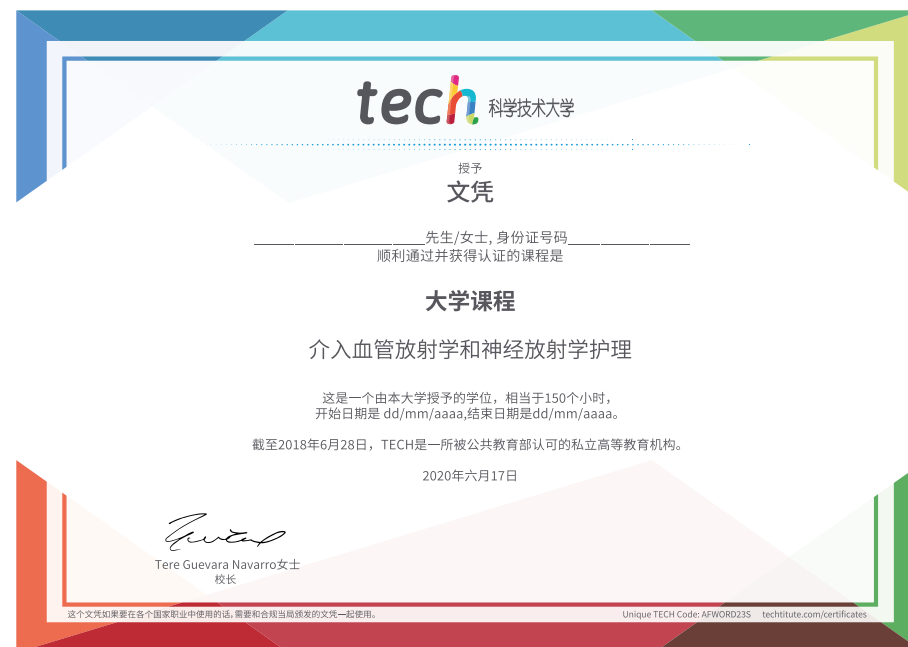 tech 科学技术大学
授予
文凭
先生/女士, 身份证号码
顺利通过并获得认证的课程是
大学课程
介入血管放射学和神经放射学护理
这是一个由本大学授予的学位，相当于150个小时，
开始日期是 dd/mm/aaaa,结束日期是dd/mm/aaaa。
截至2018年6月28日，TECH是一所被公共教育部认可的私立高等教育机构。
2020年六月17日
Tere Guevara Navarro女士
校长
这个文凭如果要在各个国家职业中使用的话,需要和合规当局颁发的文凭一起使用。
Unique TECH Code: AFWORD23S techtitute.com/certificates